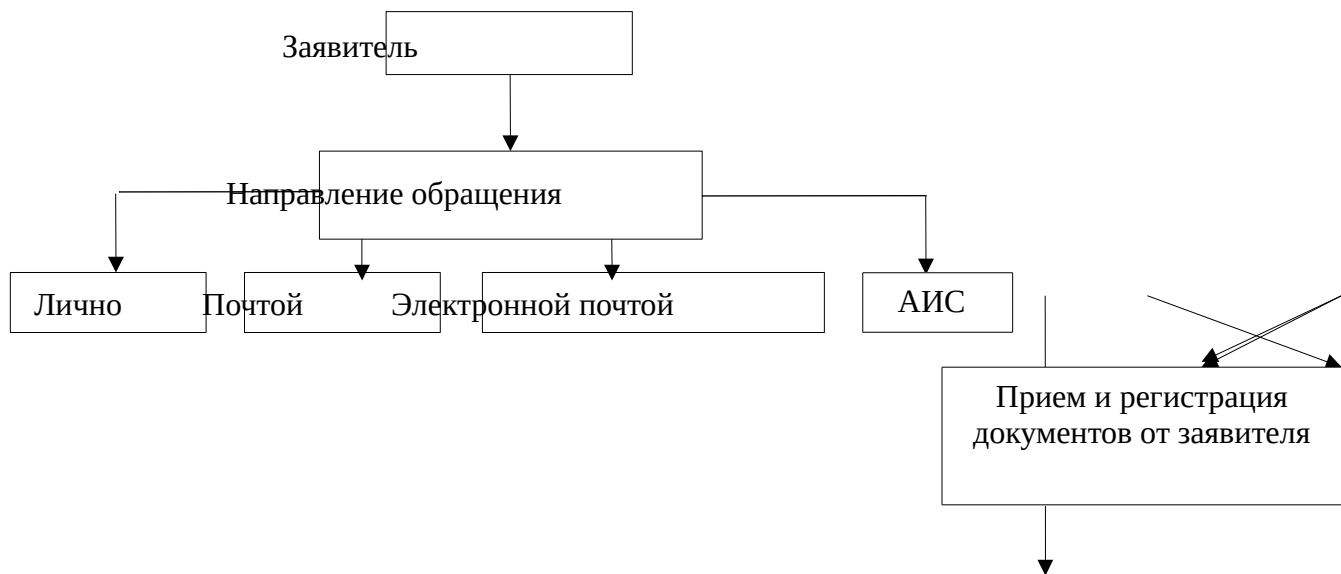 Заявитель
Направление обращения
Лично
Почтой
Электронной почтой
АИС
Прием и регистрация
документов от заявителя